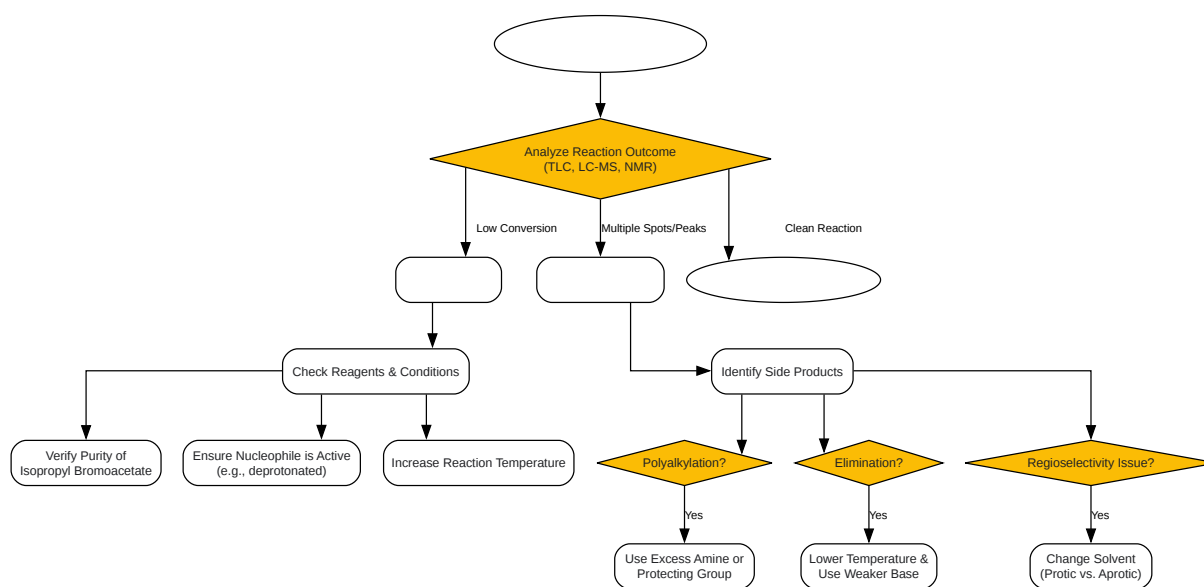 Analyze Reaction Outcome
(TLC, LC-MS, NMR)
Low Conversion
Multiple Spots/Peaks
Clean Reaction
Check Reagents & Conditions
Identify Side Products
Verify Purity of
Isopropyl Bromoacetate
Ensure Nucleophile is Active
(e.g., deprotonated)
Increase Reaction Temperature
Polyalkylation?
Elimination?
Regioselectivity Issue?
Yes
Yes
Yes
Use Excess Amine or
Protecting Group
Lower Temperature &
Use Weaker Base
Change Solvent
(Protic vs. Aprotic)